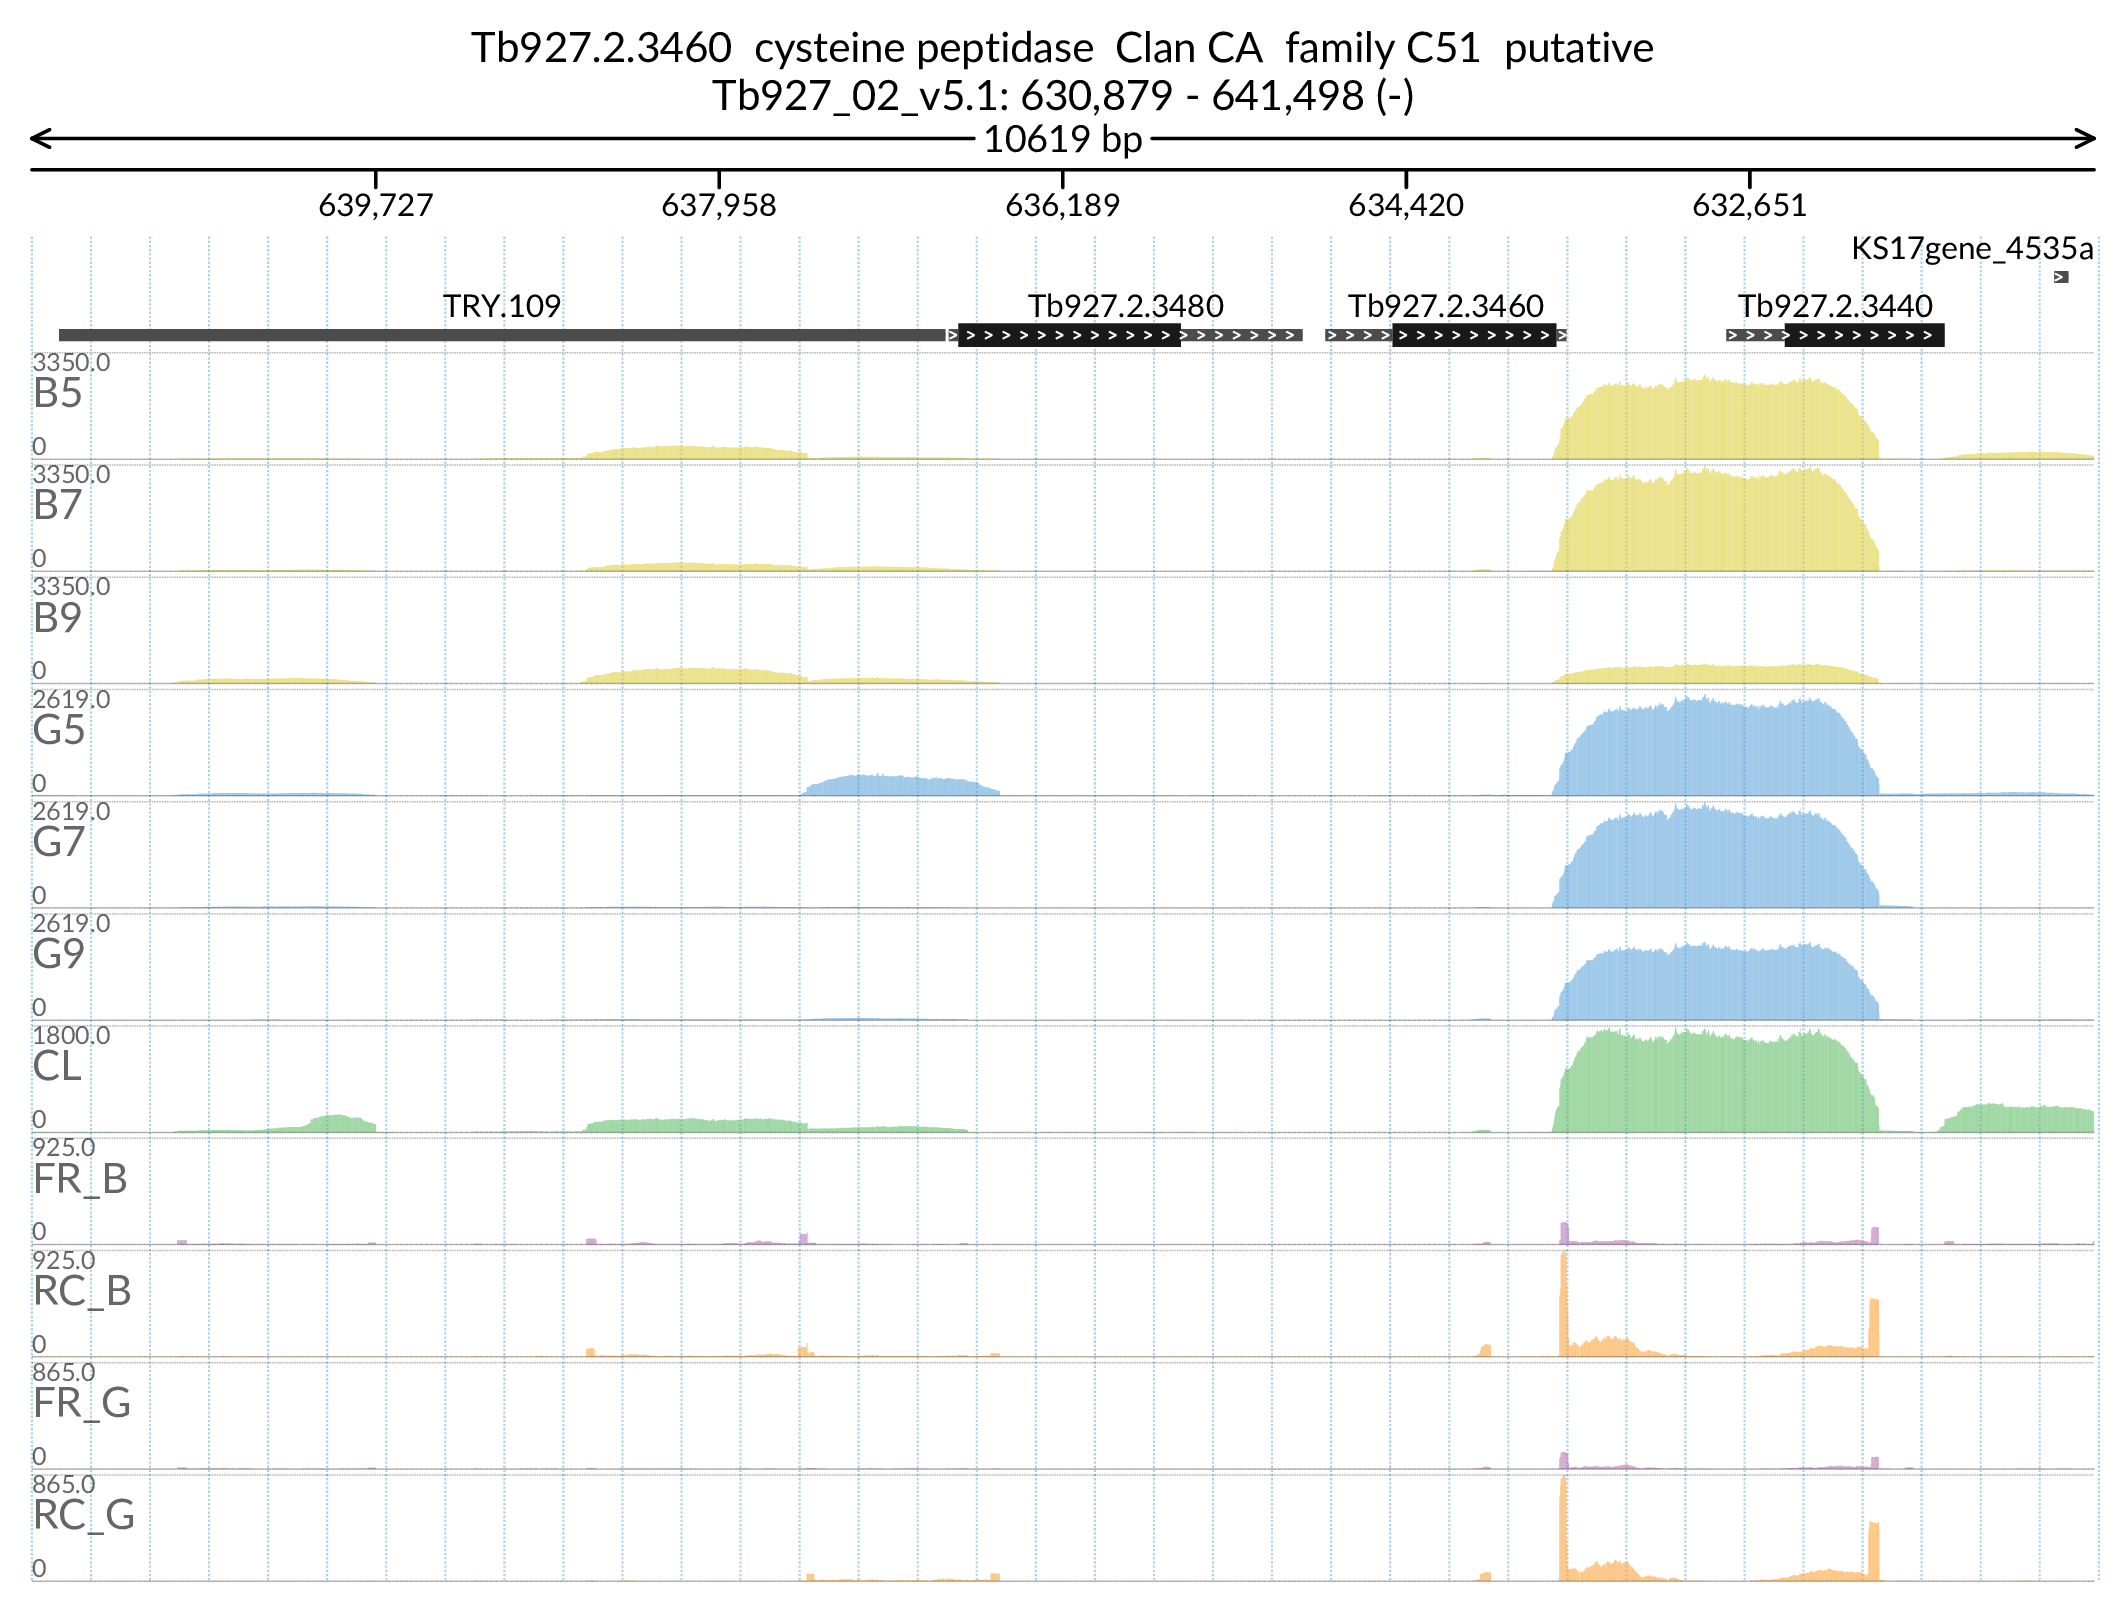 Tb927.2.3460 cysteine peptidase Clan CA family C51 putative
Tb927_02_v5.1: 630,879 - 641,498 (-)
10619 bp
639,727 637,958 636,189 634,420 632,651
KS17gene_4535a
TRY.109 Tb927.2.3480 Tb927.2.3460 Tb927.2.3440
3350.0
B5
0
3350.0
B7
0
3350.0
B9
0
2619.0
G5
0
2619.0
G7
0
2619.0
G9
0
1800.0
CL
0
925.0
FR_B
0
925.0
RC_B
0
865.0
FR_G
0
865.0
RC_G
0